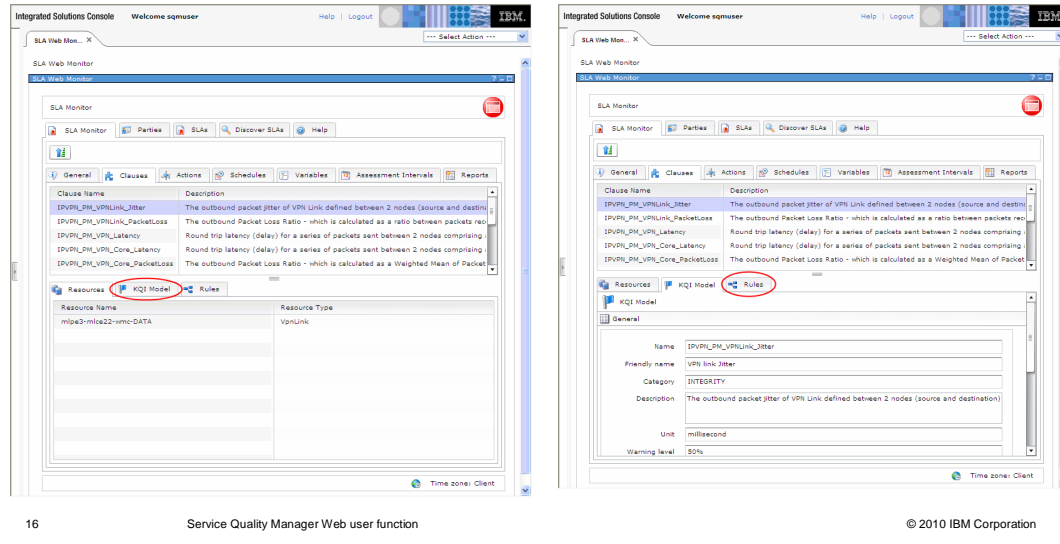 Integrated Solutions Console Welcome sqmuser Help | Logout IBM.
SLA Web Mon... × --- Select Action ---
SLA Web Monitor
SLA Web Monitor
SLA Monitor
SLA Monitor Parties SLAs Discover SLAs Help
General Clauses Actions Schedules Variables Assessment Intervals Reports
Clause Name Description
IPVPN_PM_VPNLink_Jitter The outbound packet jitter of VPN Link defined between 2 nodes (source and destina
IPVPN_PM_VPNLink_PacketLoss The outbound Packet Loss Ratio - which is calculated as a ratio between packets rec
IPVPN_PM_VPN_Latency Round trip latency (delay) for a series of packets sent between 2 nodes comprising
IPVPN_PM_VPN_Core_Latency Round trip latency (delay) for a series of packets sent between 2 nodes comprising
IPVPN_PM_VPN_Core_PacketLoss The outbound Packet Loss Ratio - which is calculated as a Weighted Mean of Packet
Resources KQI Model Rules
Resource Name Resource Type
mlpe3-mlce22-wmc-DATA VpnLink
Time zone: Client
Integrated Solutions Console Welcome sqmuser Help | Logout IBM
SLA Web Mon... × --- Select Action ---
SLA Web Monitor
SLA Web Monitor
SLA Monitor
SLA Monitor Parties SLAs Discover SLAs Help
General Clauses Actions Schedules Variables Assessment Intervals Reports
Clause Name Description
IPVPN_PM_VPNLink_Jitter The outbound packet jitter of VPN Link defined between 2 nodes (source and destina
IPVPN_PM_VPNLink_PacketLoss The outbound Packet Loss Ratio - which is calculated as a ratio between packets rec
IPVPN_PM_VPN_Latency Round trip latency (delay) for a series of packets sent between 2 nodes comprising
IPVPN_PM_VPN_Core_Latency Round trip latency (delay) for a series of packets sent between 2 nodes comprising
IPVPN_PM_VPN_Core_PacketLoss The outbound Packet Loss Ratio - which is calculated as a Weighted Mean of Packet
Resources KQI Model Rules
KQI Model
General
Name IPVPN_PM_VPNLink_Jitter
Friendly name VPN link Jitter
Category INTEGRITY
Description The outbound packet jitter of VPN Link defined between 2 nodes (source and destination)
Unit millisecond
Warning level 50%
Time zone: Client
16 Service Quality Manager Web user function © 2010 IBM Corporation